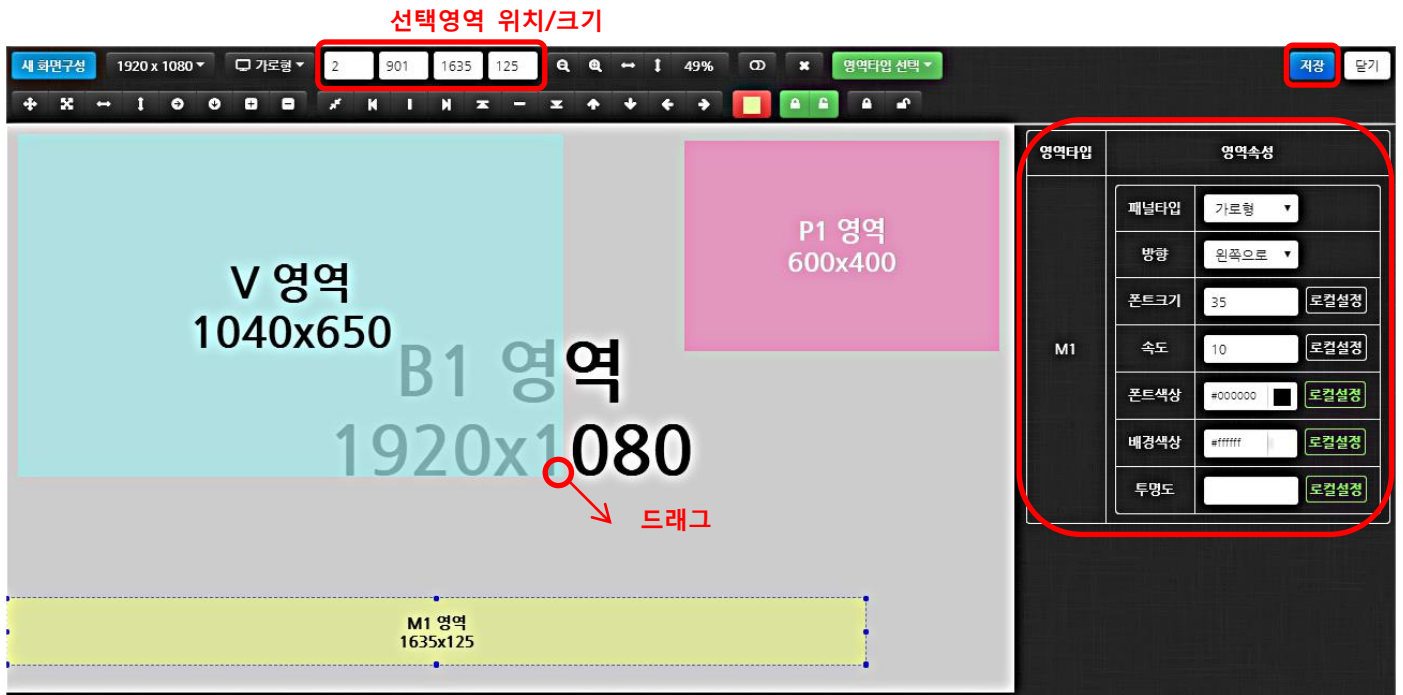 선택영역 위치/크기
새 화면구성 1920 x 1080 가로형 2 901 1635 125 49% 영역타입 선택 저장 닫기
영역타입 영역속성
V 영역
1040x650
P1 영역
600x400
B1 영역
1920x1080
드래그
M1 영역
1635x125
M1
패널타입 가로형
방향 왼쪽으로
폰트크기 35 로컬설정
속도 10 로컬설정
폰트색상 #000000 로컬설정
배경색상 #ffffff 로컬설정
투명도 로컬설정